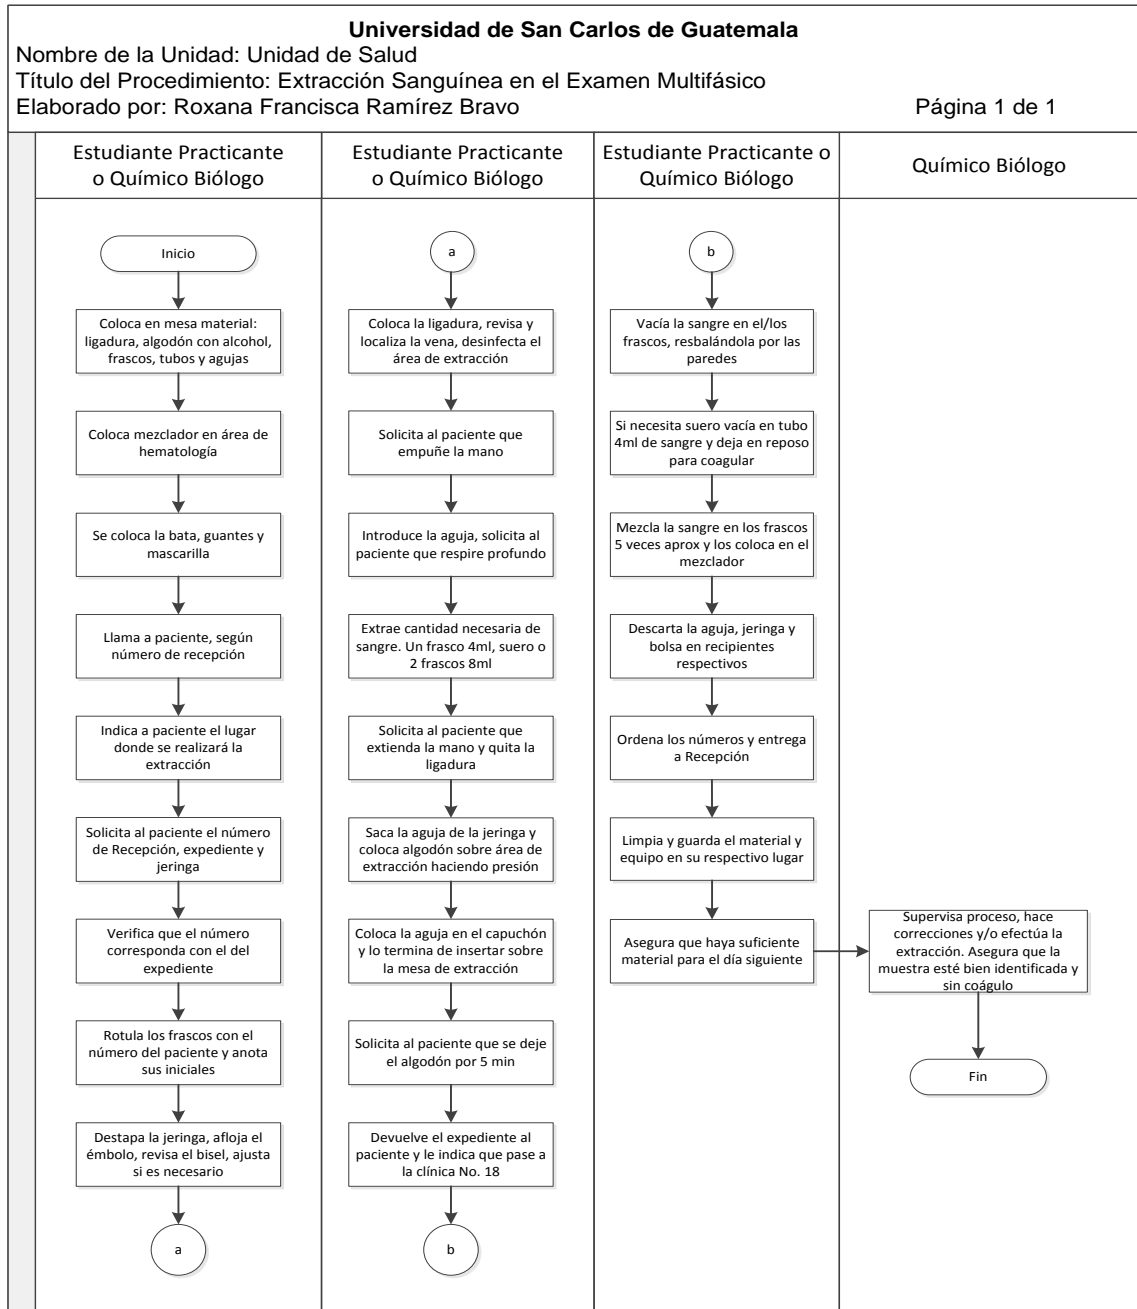 Universidad de San Carlos de Guatemala
Nombre de la Unidad: Unidad de Salud
Título del Procedimiento: Extracción Sanguínea en el Examen Multifásico
Elaborado por: Roxana Francisca Ramírez Bravo
Página 1 de 1
Estudiante Practicante
o Químico Biólogo
Inicio
Coloca en mesa material:
ligadura, algodón con alcohol,
frascos, tubos y agujas
Coloca mezclador en área de
hematología
Se coloca la bata, guantes y
mascarilla
Llama a paciente, según
número de recepción
Indica a paciente el lugar
donde se realizará la
extracción
Solicita al paciente el número
de Recepción, expediente y
jeringa
Verifica que el número
corresponda con el del
expediente
Rotula los frascos con el
número del paciente y anota
sus iniciales
Destapa la jeringa, afloja el
émbolo, revisa el bisel, ajusta
si es necesario
a
Estudiante Practicante
o Químico Biólogo
a
Coloca la ligadura, revisa y
localiza la vena, desinfecta el
área de extracción
Solicita al paciente que
empuñe la mano
Introduce la aguja, solicita al
paciente que respire profundo
Extrae cantidad necesaria de
sangre. Un frasco 4ml, suero o
2 frascos 8ml
Solicita al paciente que
extienda la mano y quita la
ligadura
Saca la aguja de la jeringa y
coloca algodón sobre área de
extracción haciendo presión
Coloca la aguja en el capuchón
y lo termina de insertar sobre
la mesa de extracción
Solicita al paciente que se deje
el algodón por 5 min
Devuelve el expediente al
paciente y le indica que pase a
la clínica No. 18
b
Estudiante Practicante o
Químico Biólogo
b
Vacía la sangre en el/los
frascos, resbalándola por las
paredes
Si necesita suero vacía en tubo
4ml de sangre y deja en reposo
para coagular
Mezcla la sangre en los frascos
5 veces aprox y los coloca en el
mezclador
Descarta la aguja, jeringa y
bolsa en recipientes
respectivos
Ordena los números y entrega
a Recepción
Limpia y guarda el material y
equipo en su respectivo lugar
Asegura que haya suficiente
material para el día siguiente
Químico Biólogo
Supervisa proceso, hace
correcciones y/o efectúa la
extracción. Asegura que la
muestra esté bien identificada y
sin coágulo
Fin